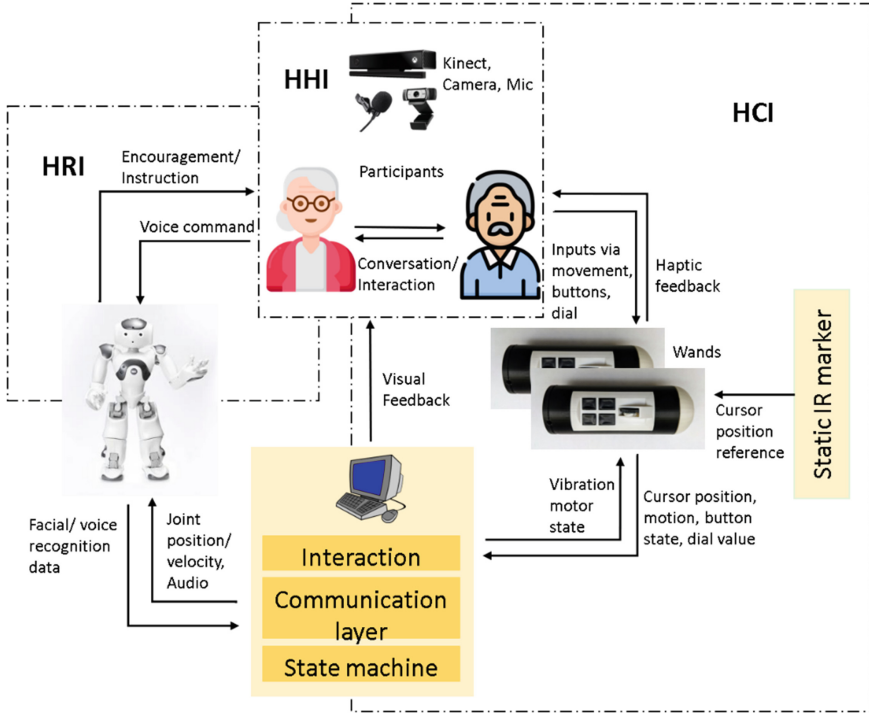 HHI
Kinect,
Camera, Mic
HCI
HRI
Encouragement/
Instruction
Participants
Voice command
Conversation/
Interaction
Inputs via
movement,
buttons,
dial
Haptic
feedback
Wands
Static IR marker
Cursor
position
reference
Visual
Feedback
Vibration
motor
state
Cursor position,
motion, button
state, dial value
Facial/ voice
recognition
data
Joint
position/
velocity,
Audio
Interaction
Communication
layer
State machine